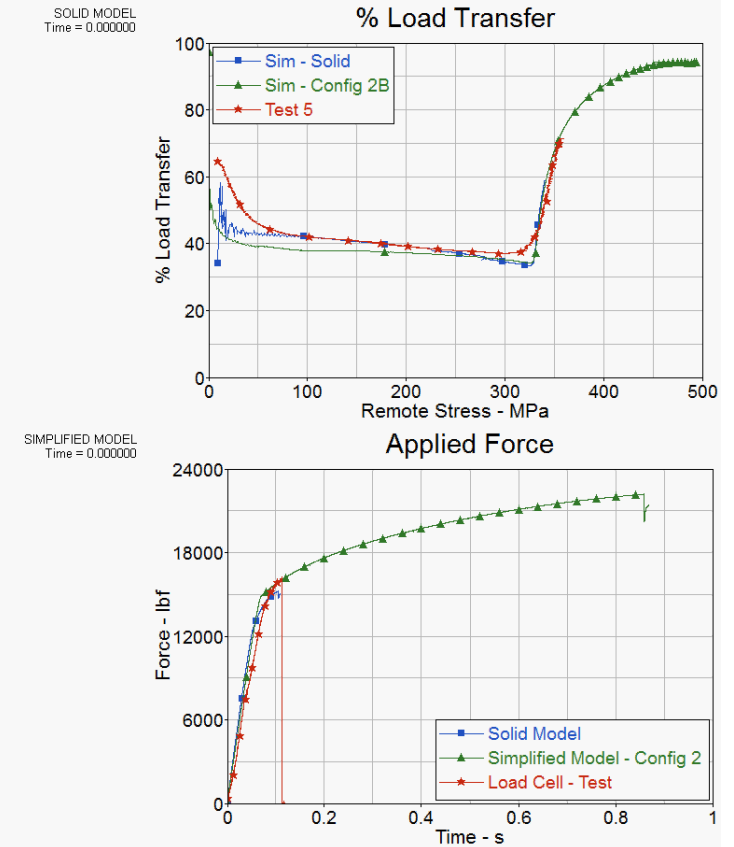 SOLID MODEL
Time = 0.000000
% Load Transfer
100
80
60
40
20
0
% Load Transfer
Sim - Solid
Sim - Config 2B
Test 5
0
100
200
300
400
500
Remote Stress - MPa
SIMPLIFIED MODEL
Time = 0.000000
Applied Force
24000
18000
12000
6000
0
Force - lbf
Solid Model
Simplified Model - Config 2
Load Cell - Test
0
0.2
0.4
0.6
0.8
1
Time - s